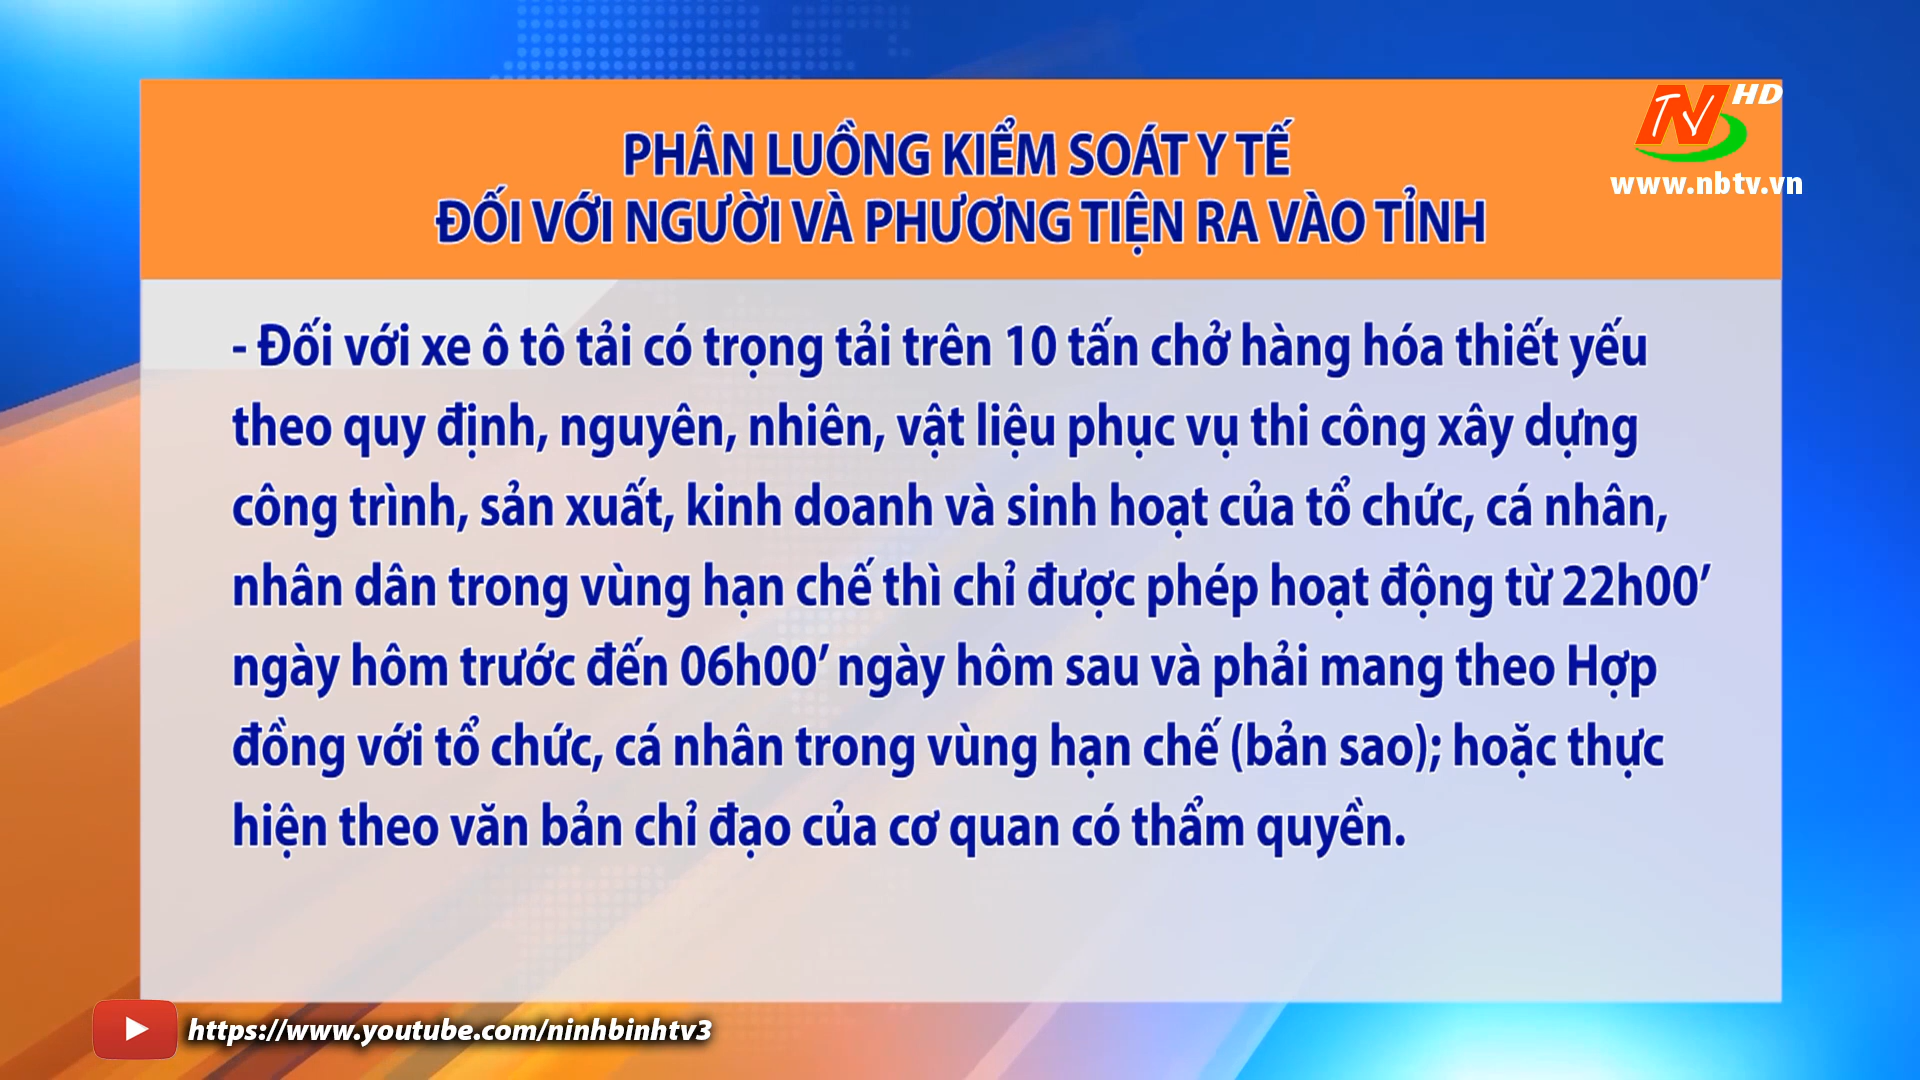 NTV HD
www.nbtv.vn
PHÂN LUỒNG KIỂM SOÁT Y TẾ
ĐỐI VỚI NGƯỜI VÀ PHƯƠNG TIỆN RA VÀO TỈNH
- Đối với xe ô tô tải có trọng tải trên 10 tấn chở hàng hóa thiết yếu
theo quy định, nguyên, nhiên, vật liệu phục vụ thi công xây dựng
công trình, sản xuất, kinh doanh và sinh hoạt của tổ chức, cá nhân,
nhân dân trong vùng hạn chế thì chỉ được phép hoạt động từ 22h00’
ngày hôm trước đến 06h00’ ngày hôm sau và phải mang theo Hợp
đồng với tổ chức, cá nhân trong vùng hạn chế (bản sao); hoặc thực
hiện theo văn bản chỉ đạo của cơ quan có thẩm quyền.
https://www.youtube.com/ninhbinhtv3